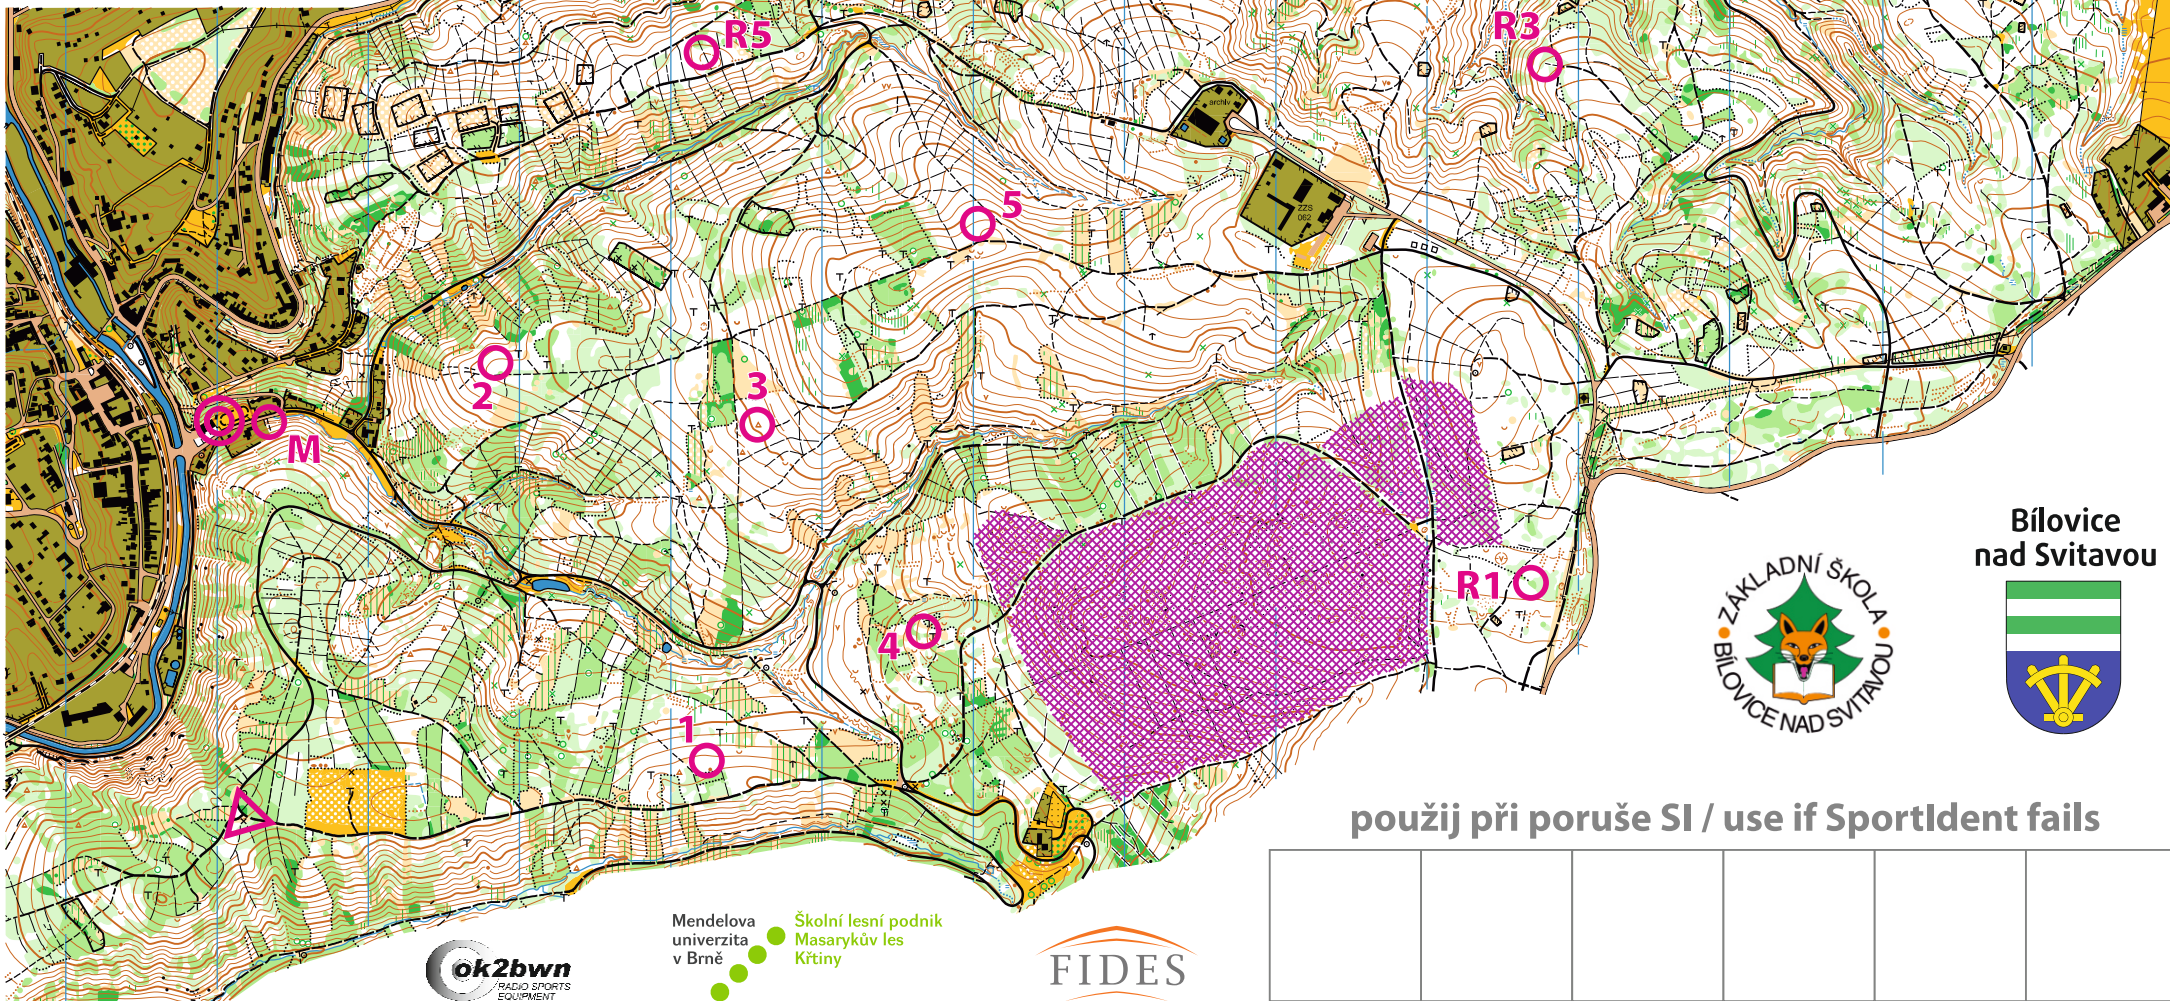 R5
R3
archiv
5
ZZS
062
2
3
M
R1
4
1
Bílovice
nad Svitavou
ZÁKLADNÍ ŠKOLA
BÍLOVICE NAD SVITAVOU
použij při poruše SI / use if SportIdent fails
Mendelova
univerzita
v Brně
Školní lesní podnik
Masarykův les
Křtiny
ok2bwn
RADIO SPORTS
EQUIPMENT
FIDES